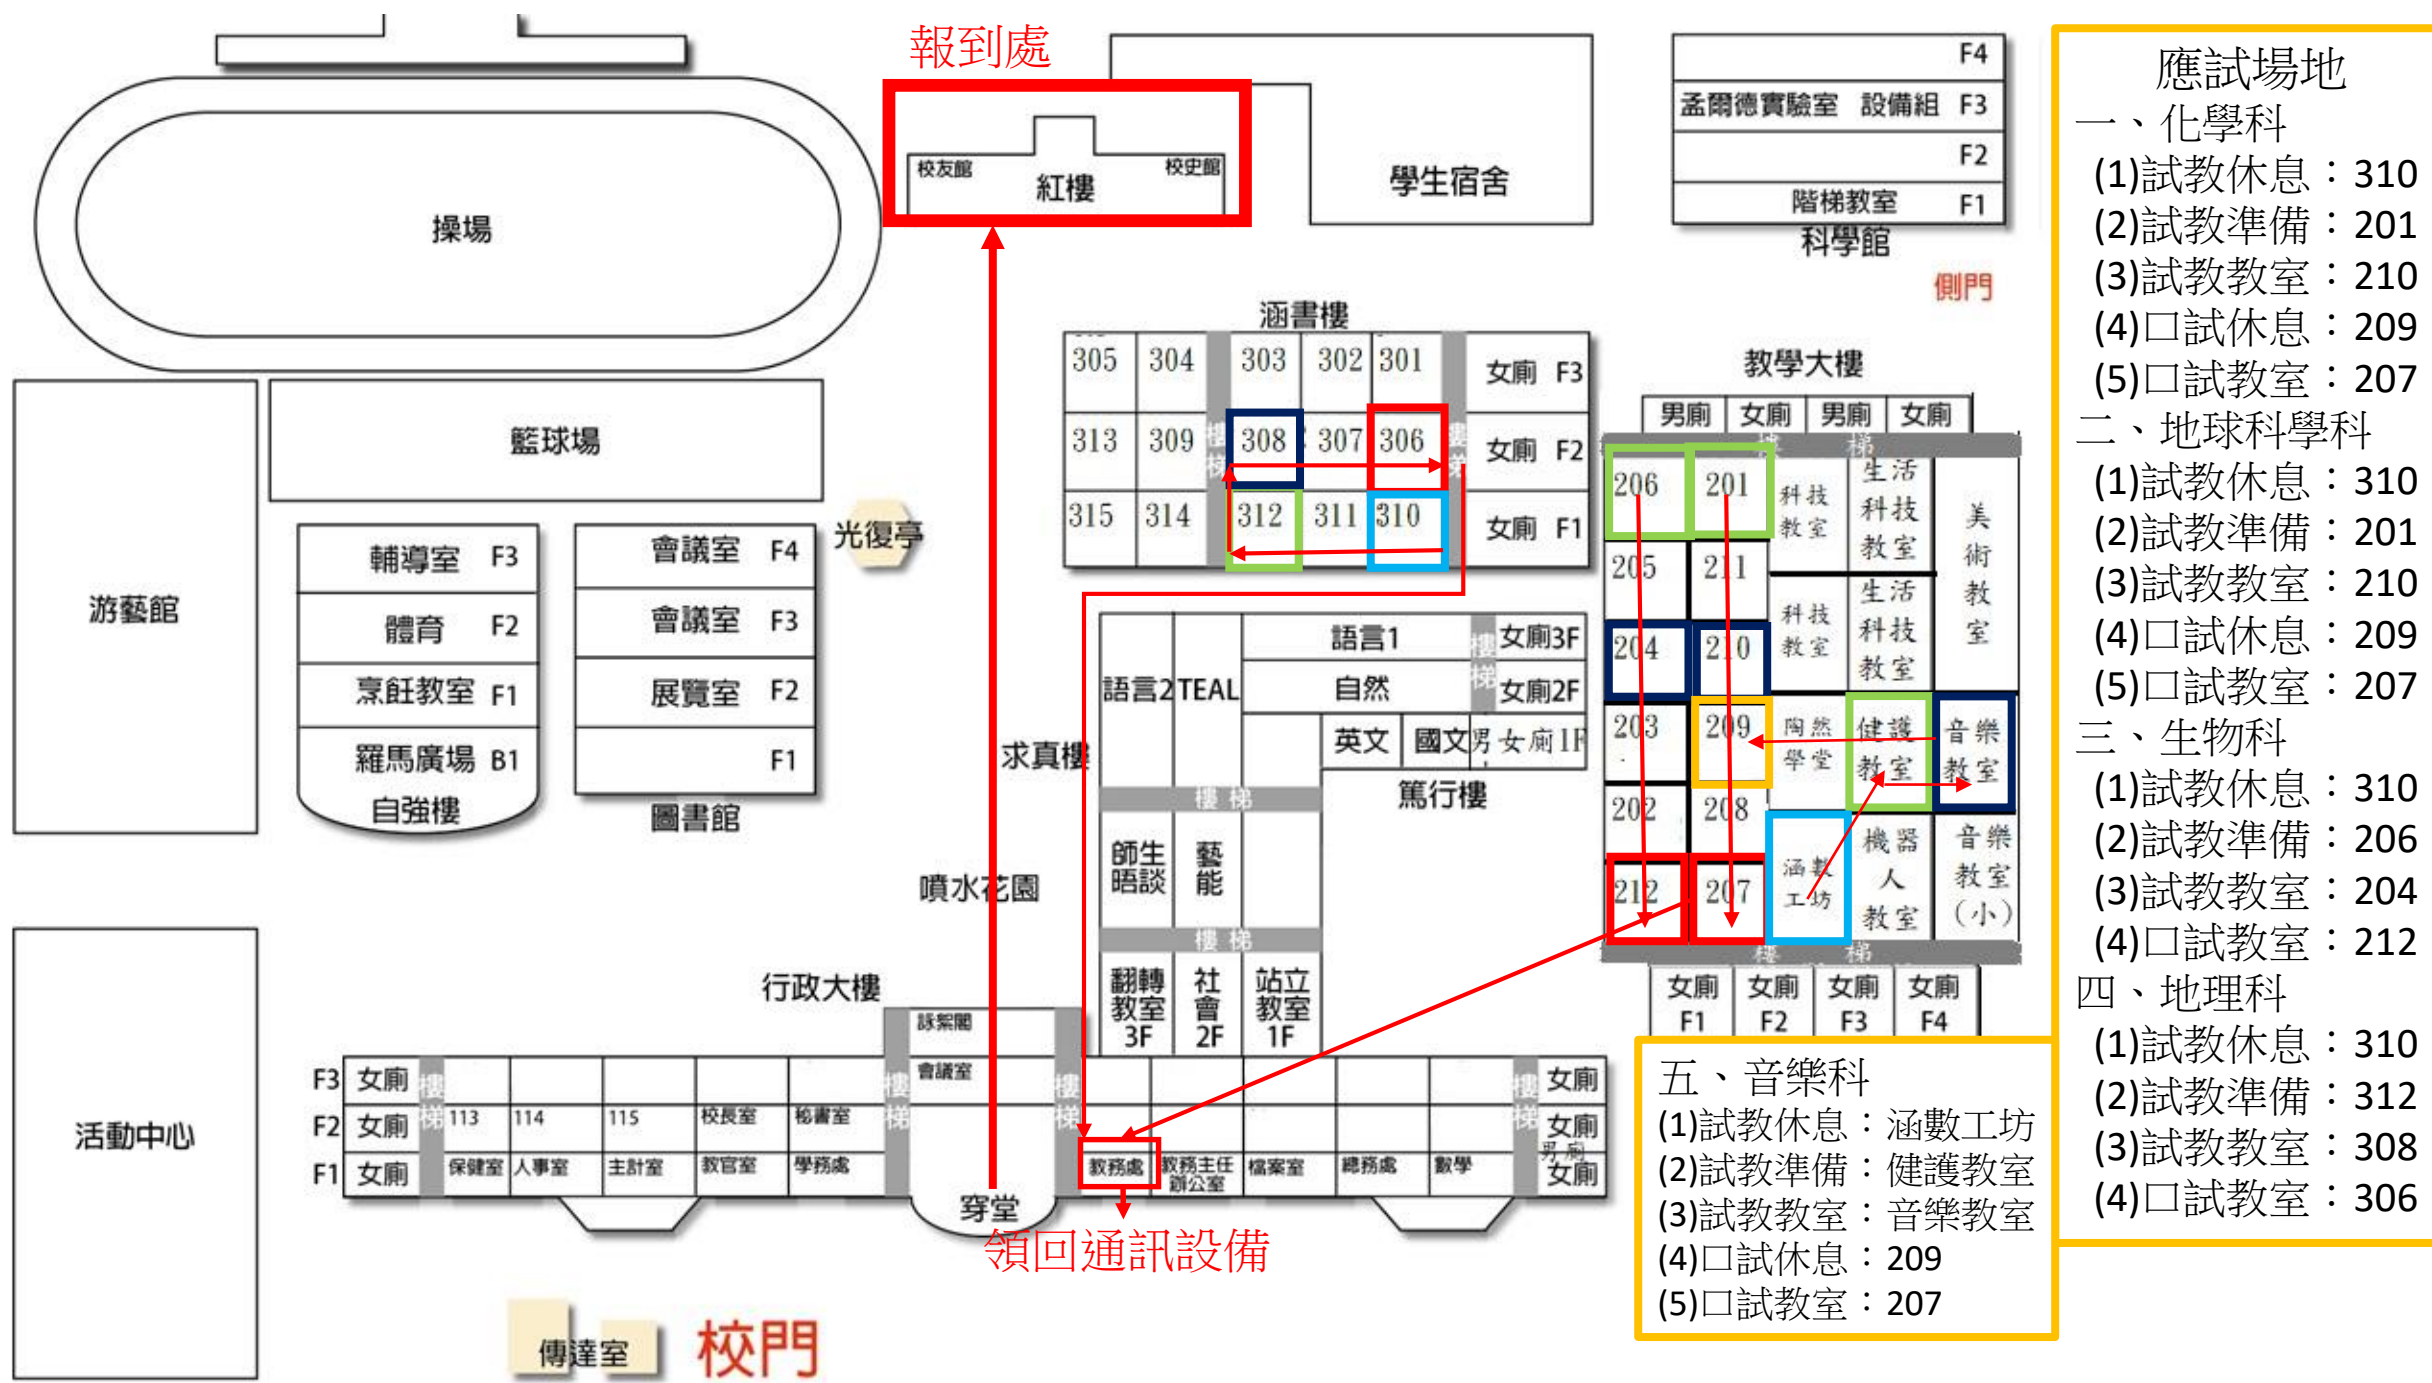 報到處
校友館
校史館
紅樓
學生宿舍
F4
孟爾德實驗室 設備組 F3
F2
階梯教室 F1
科學館
側門
操場
籃球場
游藝館
光復亭
輔導室 F3
體育 F2
烹飪教室 F1
羅馬廣場 B1
自強樓
會議室 F4
會議室 F3
展覽室 F2
F1
圖書館
涵書樓
305 304 303 302 301 女廁 F3
313 309 樓梯 308 307 306 樓梯 女廁 F2
315 314 312 311 310 女廁 F1
語言2 TEAL
語言1 樓梯 女廁3F
自然 女廁2F
英文 國文 男女廁1F
求真樓
篤行樓
樓梯
師生晤談
藝能
樓梯
翻轉教室3F
社會2F
站立教室1F
噴水花園
教學大樓
男廁 女廁 男廁 女廁
樓梯
206 201 科技教室 生活科技教室 美術教室
205 211
204 210 科技教室 生活科技教室
203 209 陶然學堂 健護教室 音樂教室
202 208
212 207 涵數工坊 機器人教室 音樂教室(小)
樓梯
女廁 女廁 女廁 女廁
F1 F2 F3 F4
行政大樓
詠絮閣
會議室
F3 女廁 樓梯 樓梯 樓梯 樓梯 女廁
F2 女廁 113 114 115 校長室 秘書室 女廁
男廁
F1 女廁 保健室 人事室 主計室 教官室 學務處 教務處 教務主任辦公室 檔案室 總務處 數學 女廁
穿堂
領回通訊設備
活動中心
傳達室
校門
應試場地
一、化學科
(1)試教休息：310
(2)試教準備：201
(3)試教教室：210
(4)口試休息：209
(5)口試教室：207
二、地球科學科
(1)試教休息：310
(2)試教準備：201
(3)試教教室：210
(4)口試休息：209
(5)口試教室：207
三、生物科
(1)試教休息：310
(2)試教準備：206
(3)試教教室：204
(4)口試教室：212
四、地理科
(1)試教休息：310
(2)試教準備：312
(3)試教教室：308
(4)口試教室：306
五、音樂科
(1)試教休息：涵數工坊
(2)試教準備：健護教室
(3)試教教室：音樂教室
(4)口試休息：209
(5)口試教室：207